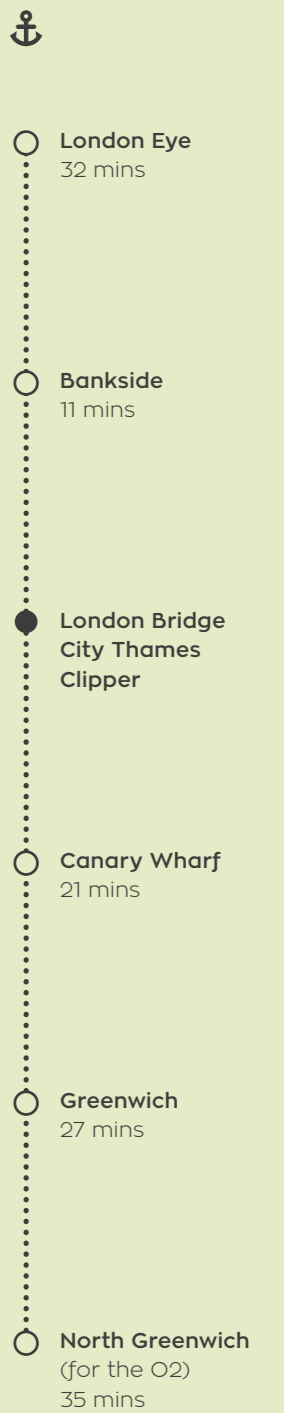 London Eye
32 mins
Bankside
11 mins
London Bridge
City Thames
Clipper
Canary Wharf
21 mins
Greenwich
27 mins
North Greenwich
(for the O2)
35 mins